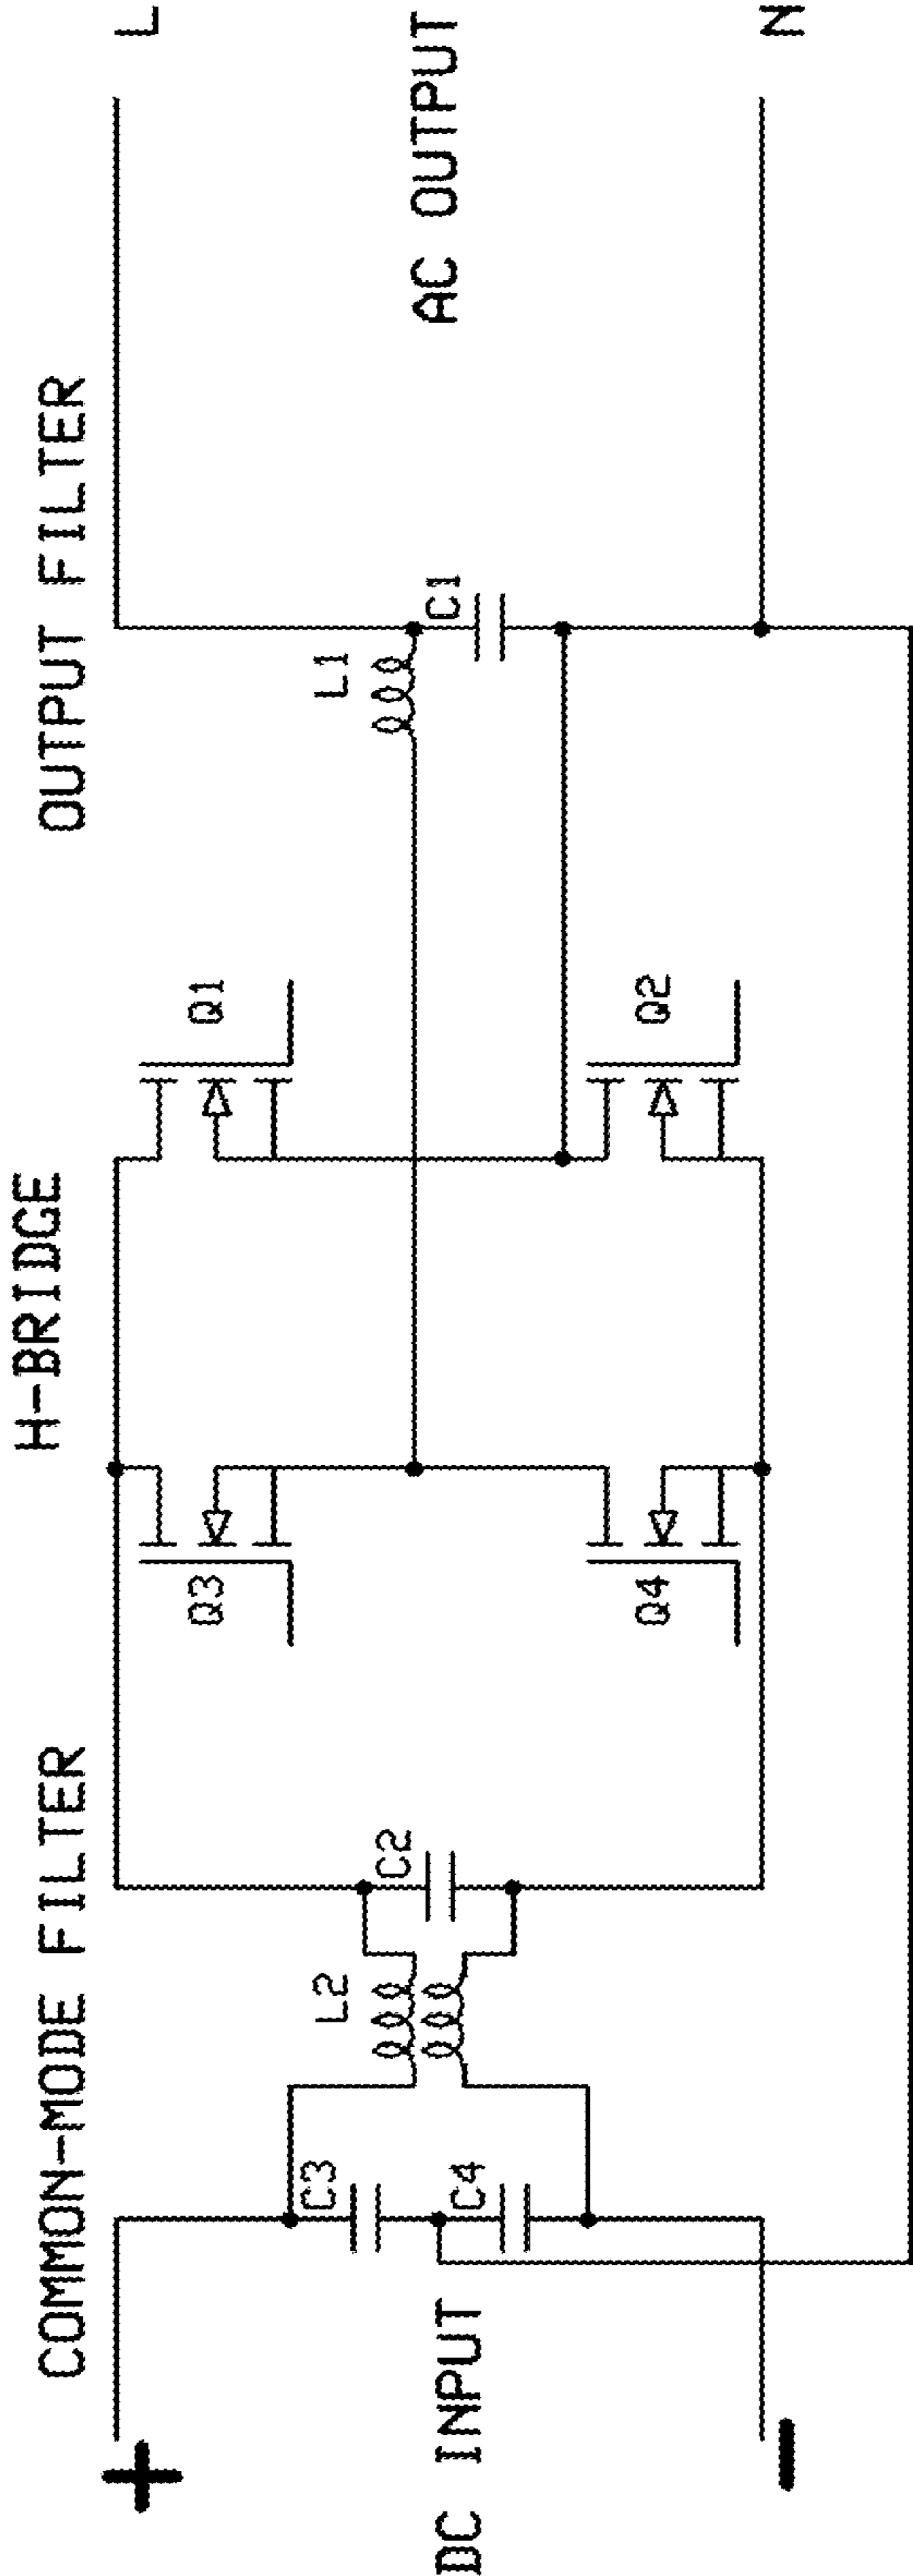 COMMON-MODE FILTER
H-BRIDGE
OUTPUT FILTER
+
L
Q3
Q1
L2
C2
L1
C3
C4
C1
DC INPUT
AC OUTPUT
Q4
Q2
−
N